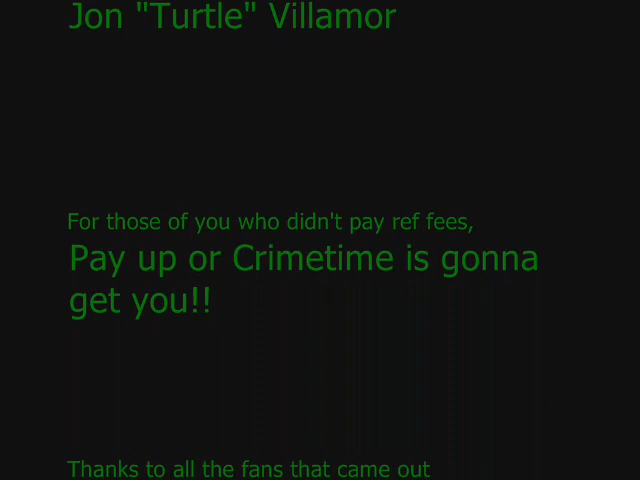 Jon "Turtle" Villamor
For those of you who didn't pay ref fees,
Pay up or Crimetime is gonna
get you!!
Thanks to all the fans that came out